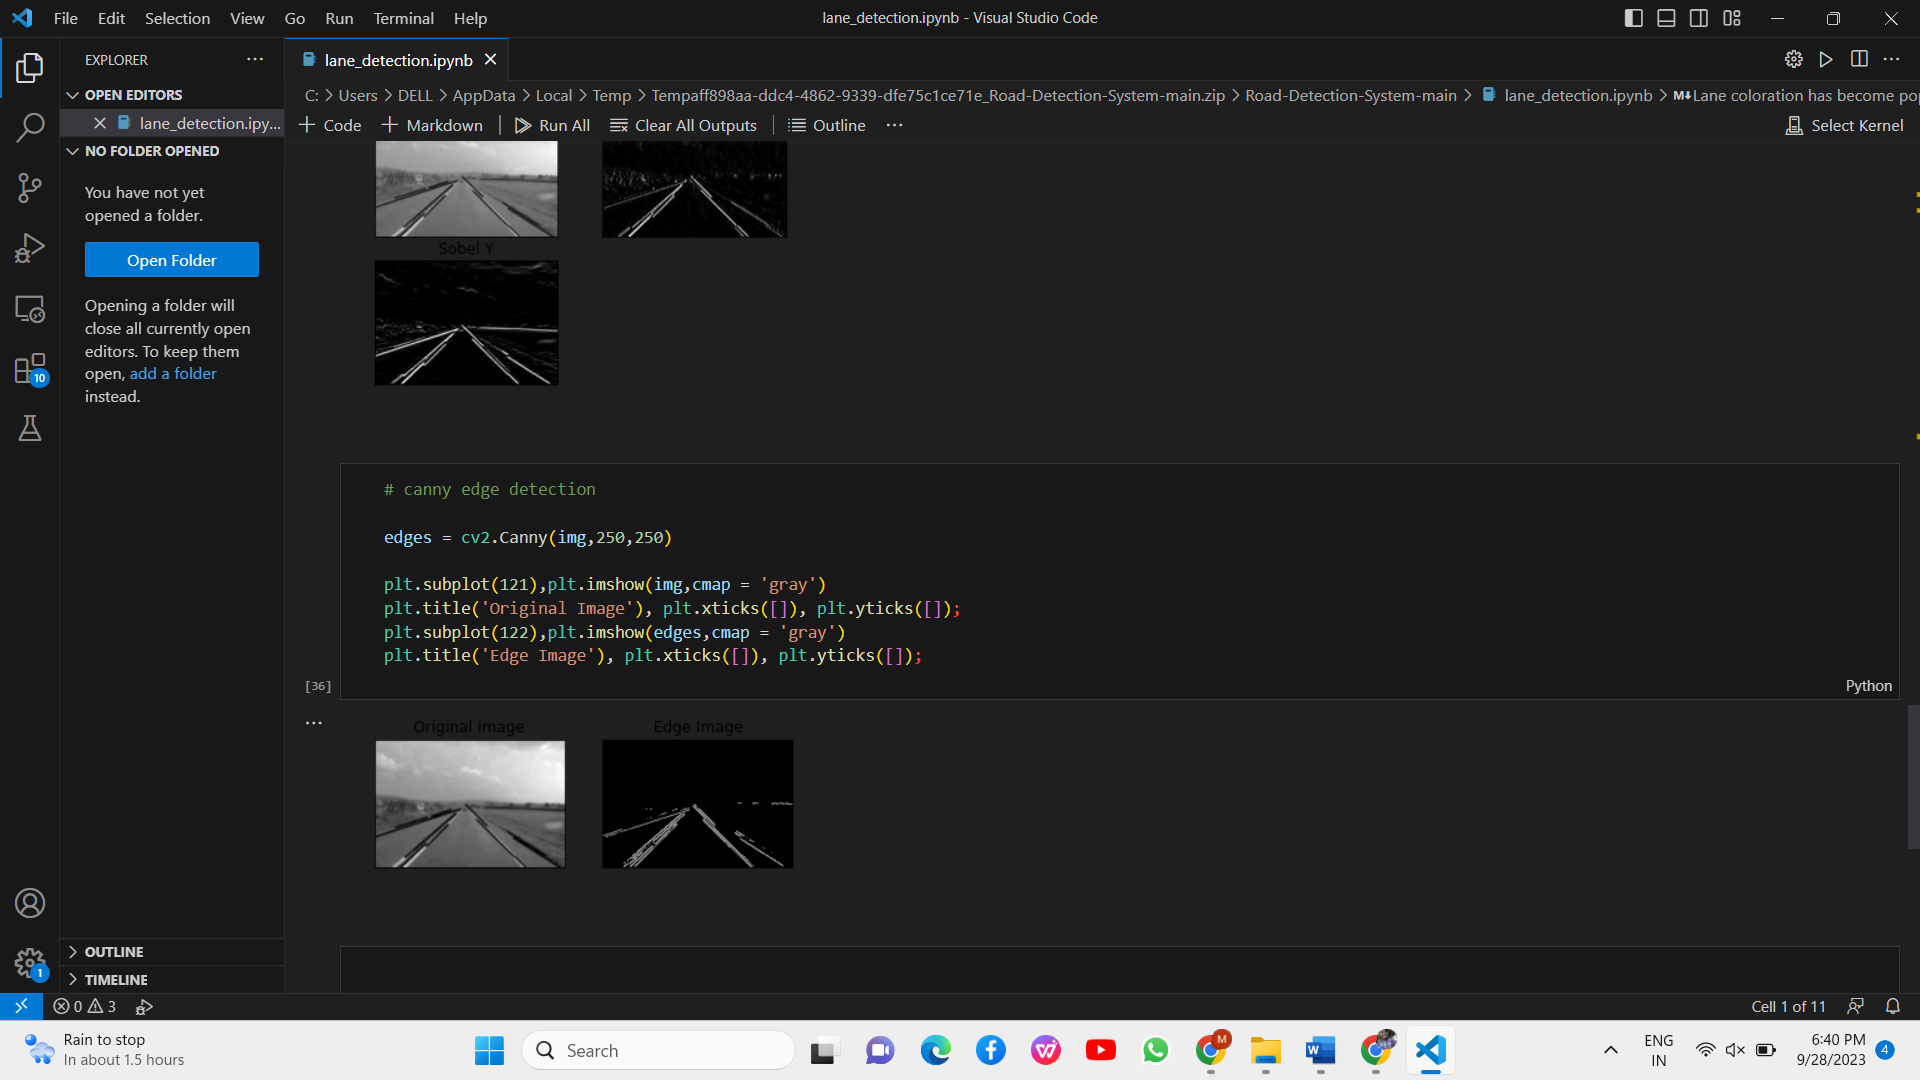 File Edit Selection View Go Run Terminal Help
lane_detection.ipynb - Visual Studio Code
EXPLORER
lane_detection.ipynb
OPEN EDITORS
C: > Users > DELL > AppData > Local > Temp > Tempaff898aa-ddc4-4862-9339-dfe75c1ce71e_Road-Detection-System-main.zip > Road-Detection-System-main > lane_detection.ipynb > M↓Lane coloration has become po
lane_detection.ipy...
+ Code + Markdown Run All Clear All Outputs Outline ... Select Kernel
NO FOLDER OPENED
You have not yet
opened a folder.
Open Folder
Opening a folder will
close all currently open
editors. To keep them
open, add a folder
instead.
10
Sobel Y
# canny edge detection
edges = cv2.Canny(img,250,250)
plt.subplot(121),plt.imshow(img,cmap = 'gray')
plt.title('Original Image'), plt.xticks([]), plt.yticks([]);
plt.subplot(122),plt.imshow(edges,cmap = 'gray')
plt.title('Edge Image'), plt.xticks([]), plt.yticks([]);
[36]
Python
...
Original Image Edge Image
OUTLINE
TIMELINE
1
0 3
Cell 1 of 11
Rain to stop
In about 1.5 hours
Search
M
W
ENG
IN
6:40 PM
9/28/2023
4